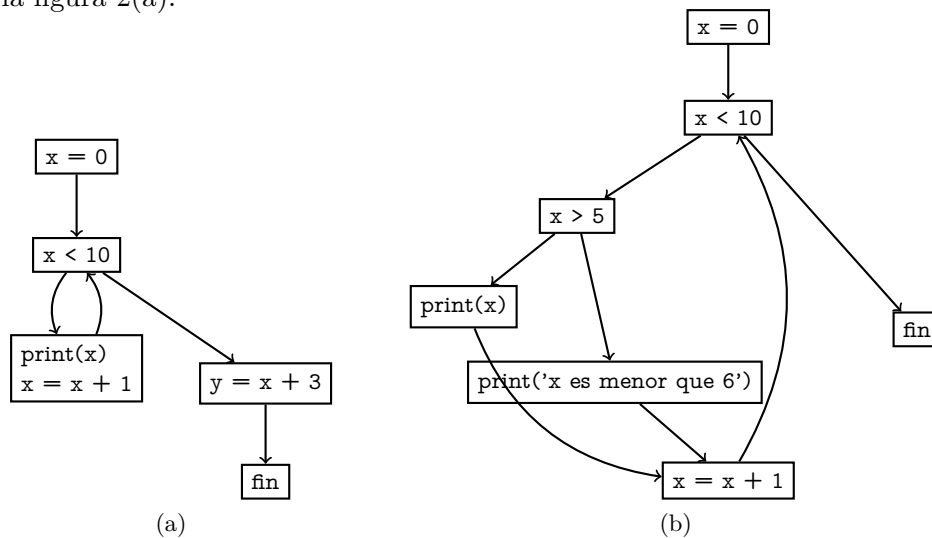 la figura 2(a).
x = 0
x < 10
print(x)
x = x + 1
y = x + 3
fin
(a)
x = 0
x < 10
x > 5
print(x)
fin
print('x es menor que 6')
x = x + 1
(b)